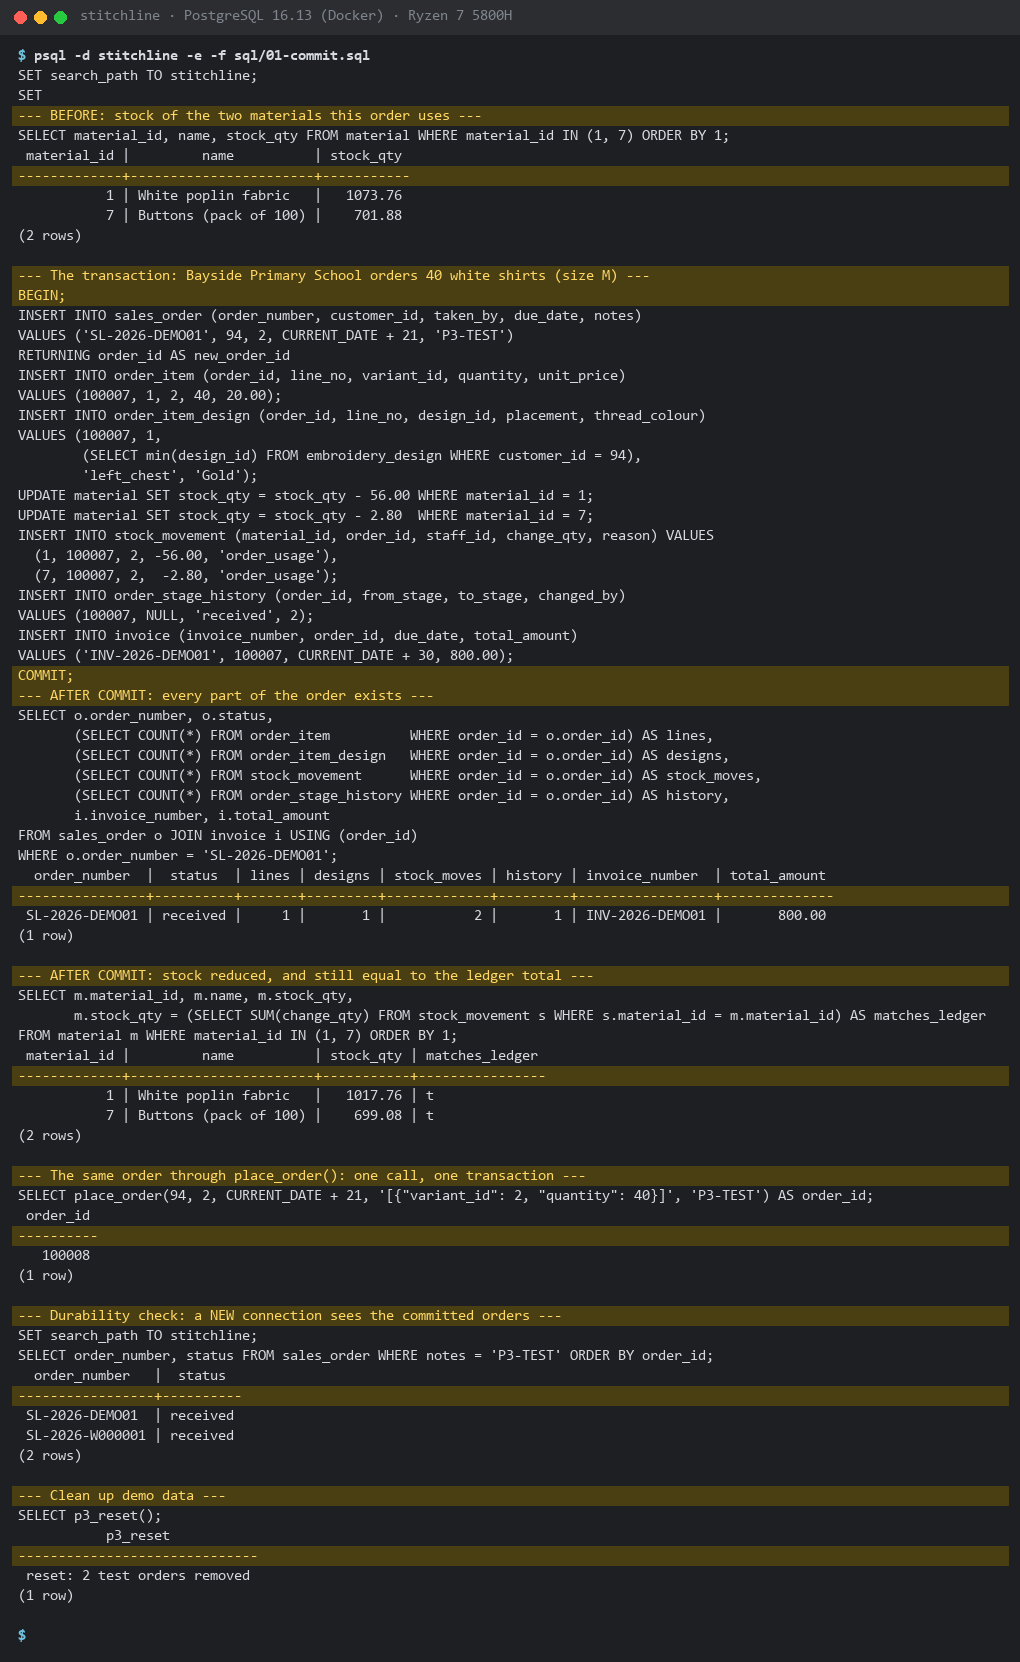 stitchline · PostgreSQL 16.13 (Docker) · Ryzen 7 5800H
$ psql -d stitchline -e -f sql/01-commit.sql
SET search_path TO stitchline;
SET
--- BEFORE: stock of the two materials this order uses ---
SELECT material_id, name, stock_qty FROM material WHERE material_id IN (1, 7) ORDER BY 1;
 material_id |         name          | stock_qty
-------------+-----------------------+-----------
           1 | White poplin fabric   |   1073.76
           7 | Buttons (pack of 100) |    701.88
(2 rows)

--- The transaction: Bayside Primary School orders 40 white shirts (size M) ---
BEGIN;
INSERT INTO sales_order (order_number, customer_id, taken_by, due_date, notes)
VALUES ('SL-2026-DEMO01', 94, 2, CURRENT_DATE + 21, 'P3-TEST')
RETURNING order_id AS new_order_id
INSERT INTO order_item (order_id, line_no, variant_id, quantity, unit_price)
VALUES (100007, 1, 2, 40, 20.00);
INSERT INTO order_item_design (order_id, line_no, design_id, placement, thread_colour)
VALUES (100007, 1,
        (SELECT min(design_id) FROM embroidery_design WHERE customer_id = 94),
        'left_chest', 'Gold');
UPDATE material SET stock_qty = stock_qty - 56.00 WHERE material_id = 1;
UPDATE material SET stock_qty = stock_qty - 2.80  WHERE material_id = 7;
INSERT INTO stock_movement (material_id, order_id, staff_id, change_qty, reason) VALUES
  (1, 100007, 2, -56.00, 'order_usage'),
  (7, 100007, 2,  -2.80, 'order_usage');
INSERT INTO order_stage_history (order_id, from_stage, to_stage, changed_by)
VALUES (100007, NULL, 'received', 2);
INSERT INTO invoice (invoice_number, order_id, due_date, total_amount)
VALUES ('INV-2026-DEMO01', 100007, CURRENT_DATE + 30, 800.00);
COMMIT;
--- AFTER COMMIT: every part of the order exists ---
SELECT o.order_number, o.status,
       (SELECT COUNT(*) FROM order_item          WHERE order_id = o.order_id) AS lines,
       (SELECT COUNT(*) FROM order_item_design   WHERE order_id = o.order_id) AS designs,
       (SELECT COUNT(*) FROM stock_movement      WHERE order_id = o.order_id) AS stock_moves,
       (SELECT COUNT(*) FROM order_stage_history WHERE order_id = o.order_id) AS history,
       i.invoice_number, i.total_amount
FROM sales_order o JOIN invoice i USING (order_id)
WHERE o.order_number = 'SL-2026-DEMO01';
  order_number  |  status  | lines | designs | stock_moves | history | invoice_number  | total_amount
----------------+----------+-------+---------+-------------+---------+-----------------+--------------
 SL-2026-DEMO01 | received |     1 |       1 |           2 |       1 | INV-2026-DEMO01 |       800.00
(1 row)

--- AFTER COMMIT: stock reduced, and still equal to the ledger total ---
SELECT m.material_id, m.name, m.stock_qty,
       m.stock_qty = (SELECT SUM(change_qty) FROM stock_movement s WHERE s.material_id = m.material_id) AS matches_ledger
FROM material m WHERE material_id IN (1, 7) ORDER BY 1;
 material_id |         name          | stock_qty | matches_ledger
-------------+-----------------------+-----------+----------------
           1 | White poplin fabric   |   1017.76 | t
           7 | Buttons (pack of 100) |    699.08 | t
(2 rows)

--- The same order through place_order(): one call, one transaction ---
SELECT place_order(94, 2, CURRENT_DATE + 21, '[{"variant_id": 2, "quantity": 40}]', 'P3-TEST') AS order_id;
 order_id
----------
   100008
(1 row)

--- Durability check: a NEW connection sees the committed orders ---
SET search_path TO stitchline;
SELECT order_number, status FROM sales_order WHERE notes = 'P3-TEST' ORDER BY order_id;
  order_number   |  status
-----------------+----------
 SL-2026-DEMO01  | received
 SL-2026-W000001 | received
(2 rows)

--- Clean up demo data ---
SELECT p3_reset();
           p3_reset
------------------------------
 reset: 2 test orders removed
(1 row)

$